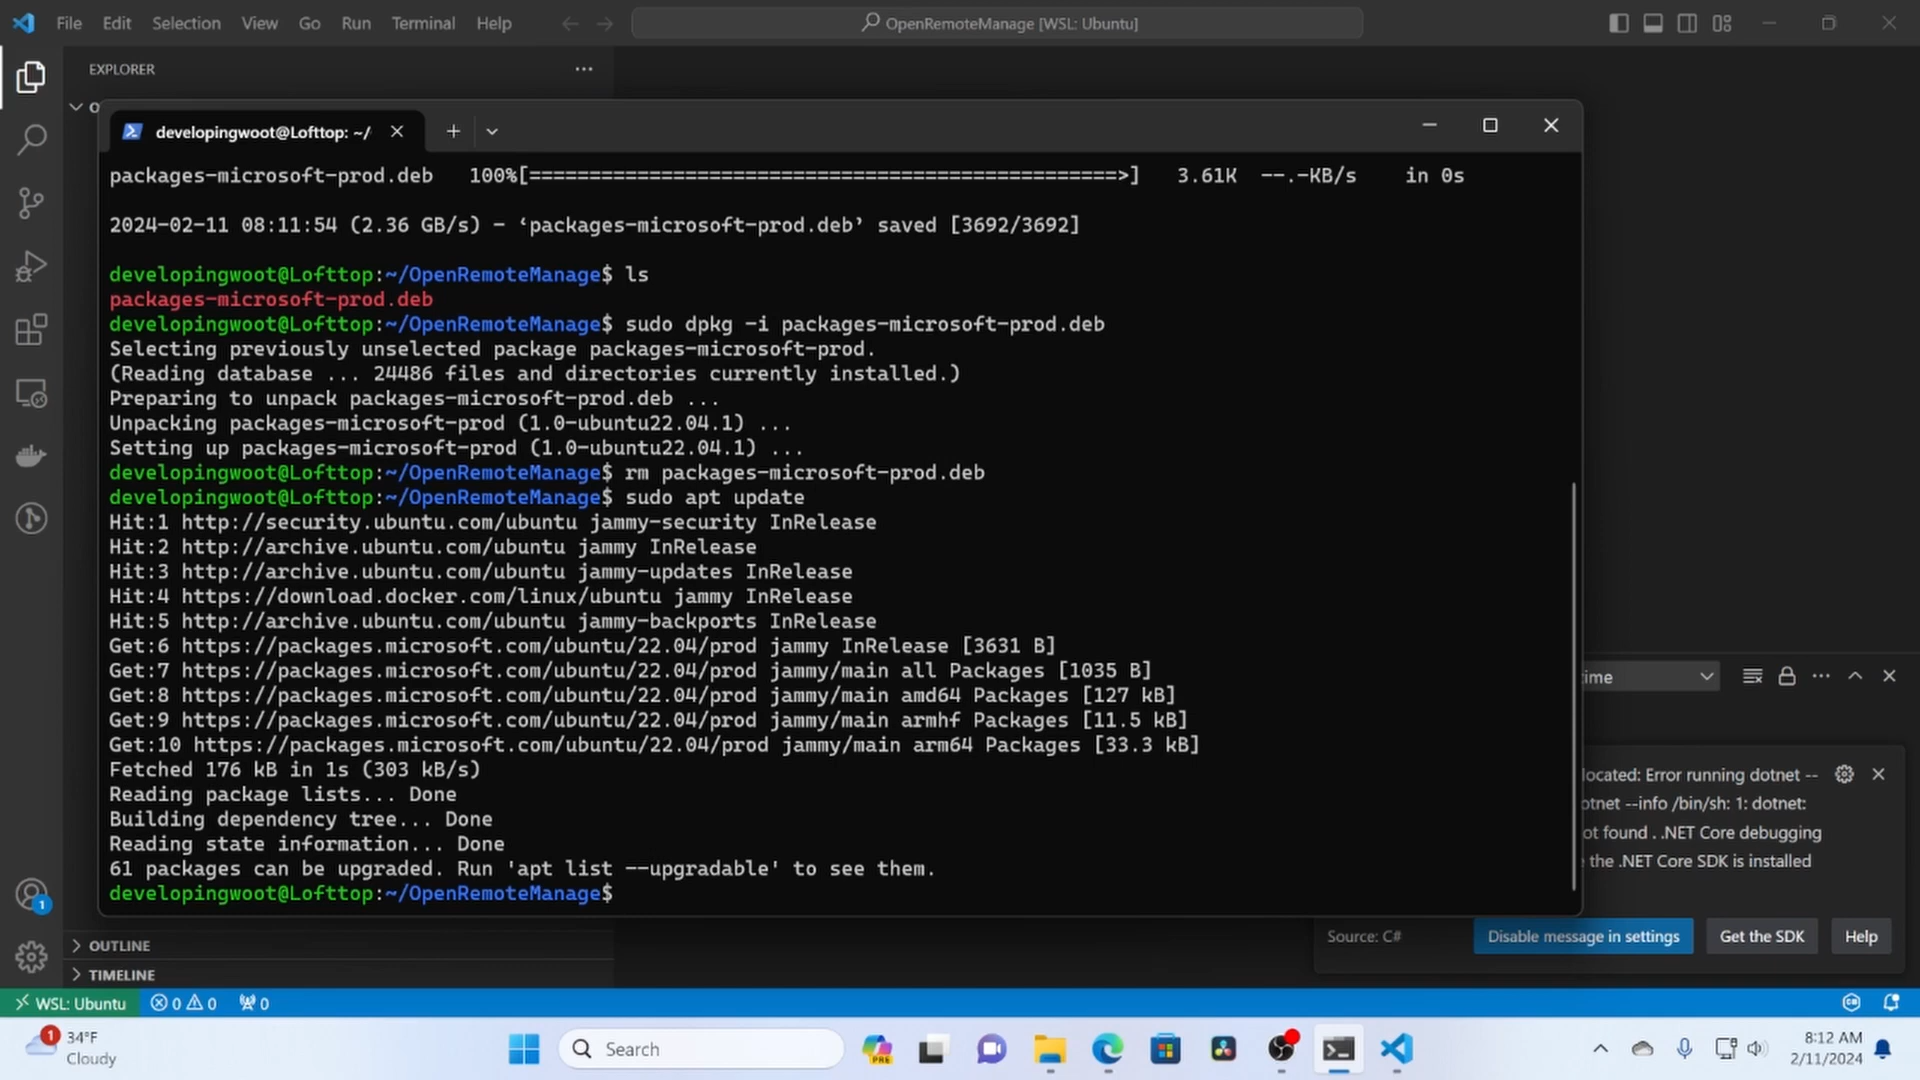 File Edit Selection View Go Run Terminal Help
OpenRemoteManage [WSL: Ubuntu]
EXPLORER
developingwoot@Lofttop: ~/
packages-microsoft-prod.deb 100%[=================================================>] 3.61K --.-KB/s in 0s
2024-02-11 08:11:54 (2.36 GB/s) - ‘packages-microsoft-prod.deb’ saved [3692/3692]
developingwoot@Lofttop:~/OpenRemoteManage$ ls
packages-microsoft-prod.deb
developingwoot@Lofttop:~/OpenRemoteManage$ sudo dpkg -i packages-microsoft-prod.deb
Selecting previously unselected package packages-microsoft-prod.
(Reading database ... 24486 files and directories currently installed.)
Preparing to unpack packages-microsoft-prod.deb ...
Unpacking packages-microsoft-prod (1.0-ubuntu22.04.1) ...
Setting up packages-microsoft-prod (1.0-ubuntu22.04.1) ...
developingwoot@Lofttop:~/OpenRemoteManage$ rm packages-microsoft-prod.deb
developingwoot@Lofttop:~/OpenRemoteManage$ sudo apt update
Hit:1 http://security.ubuntu.com/ubuntu jammy-security InRelease
Hit:2 http://archive.ubuntu.com/ubuntu jammy InRelease
Hit:3 http://archive.ubuntu.com/ubuntu jammy-updates InRelease
Hit:4 https://download.docker.com/linux/ubuntu jammy InRelease
Hit:5 http://archive.ubuntu.com/ubuntu jammy-backports InRelease
Get:6 https://packages.microsoft.com/ubuntu/22.04/prod jammy InRelease [3631 B]
Get:7 https://packages.microsoft.com/ubuntu/22.04/prod jammy/main all Packages [1035 B]
Get:8 https://packages.microsoft.com/ubuntu/22.04/prod jammy/main amd64 Packages [127 kB]
Get:9 https://packages.microsoft.com/ubuntu/22.04/prod jammy/main armhf Packages [11.5 kB]
Get:10 https://packages.microsoft.com/ubuntu/22.04/prod jammy/main arm64 Packages [33.3 kB]
Fetched 176 kB in 1s (303 kB/s)
Reading package lists... Done
Building dependency tree... Done
Reading state information... Done
61 packages can be upgraded. Run 'apt list --upgradable' to see them.
developingwoot@Lofttop:~/OpenRemoteManage$
ime
located: Error running dotnet --
otnet --info /bin/sh: 1: dotnet:
ot found . .NET Core debugging
e the .NET Core SDK is installed
Source: C#
Disable message in settings
Get the SDK
Help
1
OUTLINE
TIMELINE
WSL: Ubuntu 0 0 0
1
34°F
Cloudy
Search
PRE
8:12 AM
2/11/2024